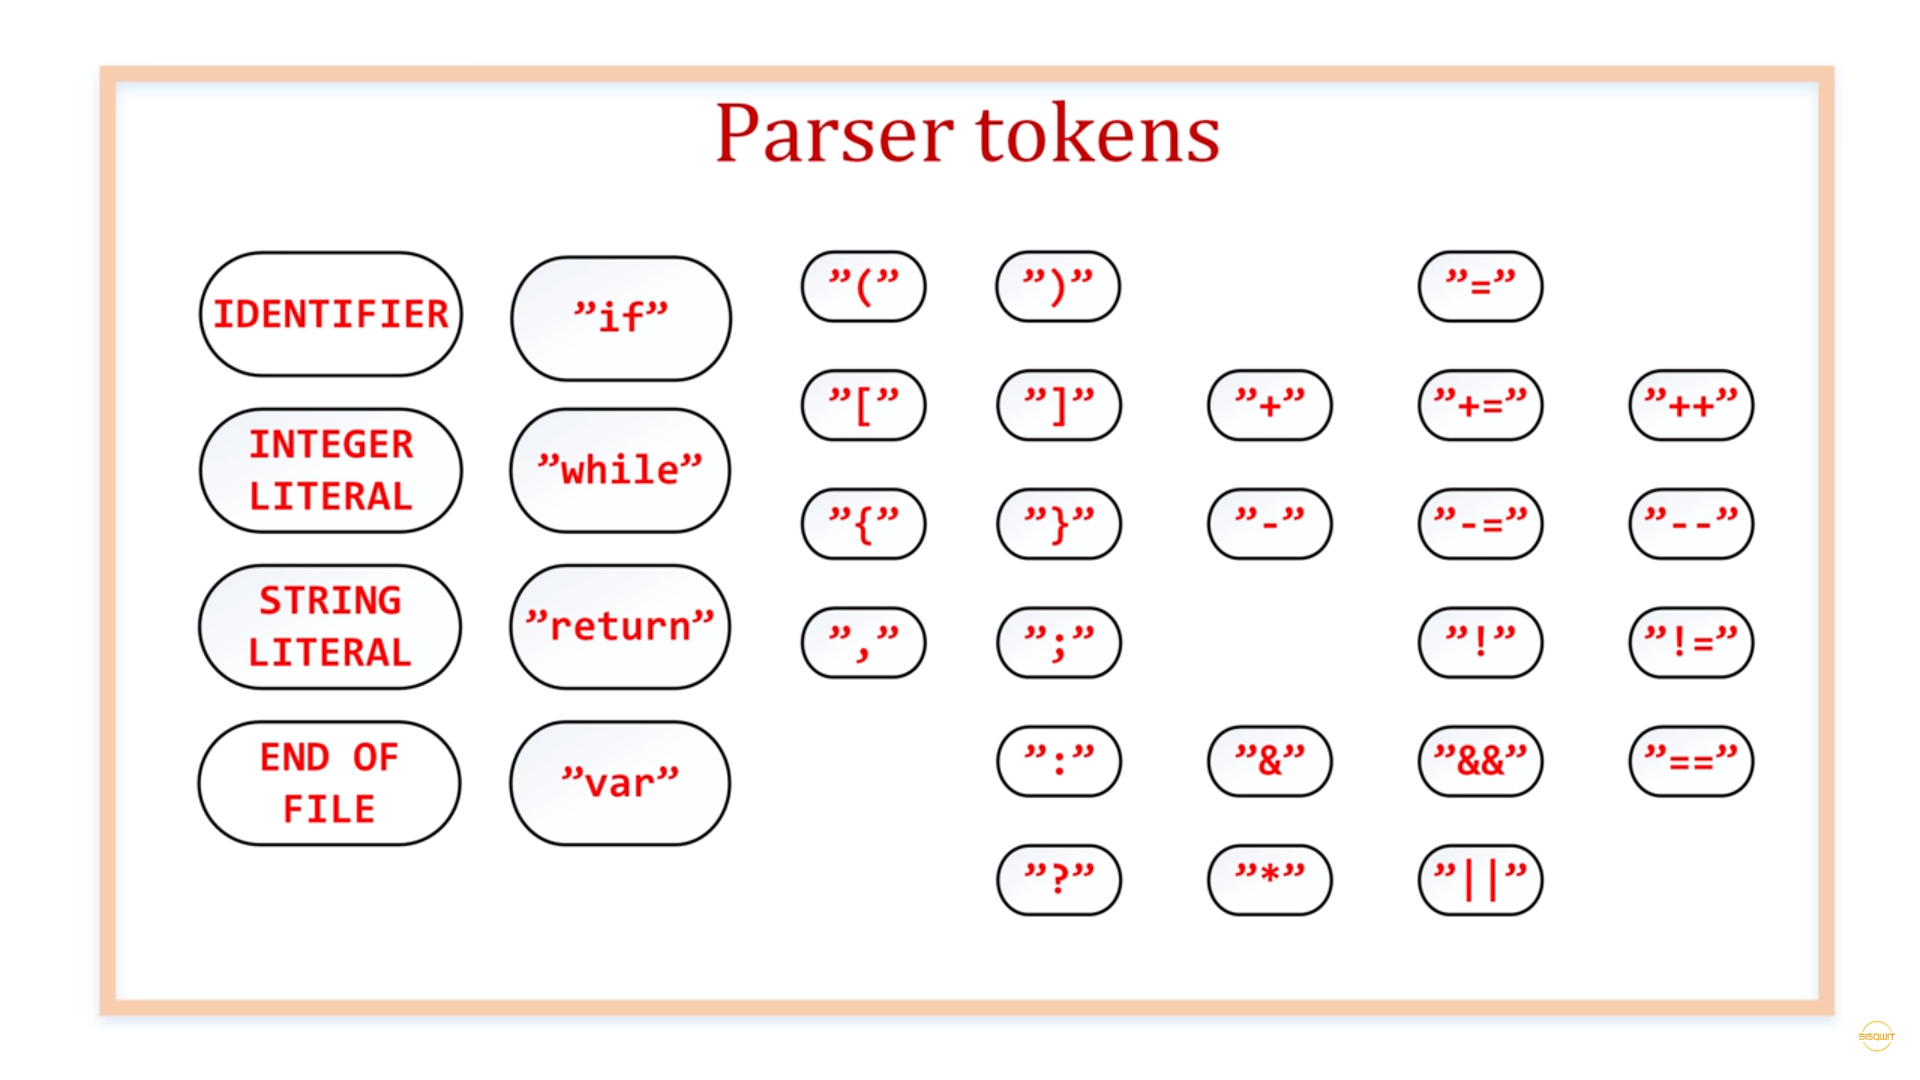 Parser tokens
IDENTIFIER
INTEGER
LITERAL
STRING
LITERAL
END OF
FILE
”if”
”while”
”return”
”var”
”(” ”)” ”=”
”[” ”]” ”+” ”+=” ”++”
”{” ”}” ”-” ”-=” ”--”
”,” ”;” ”!” ”!=”
”:” ”&” ”&&” ”==”
”?” ”*” ”||”
BISQWIT